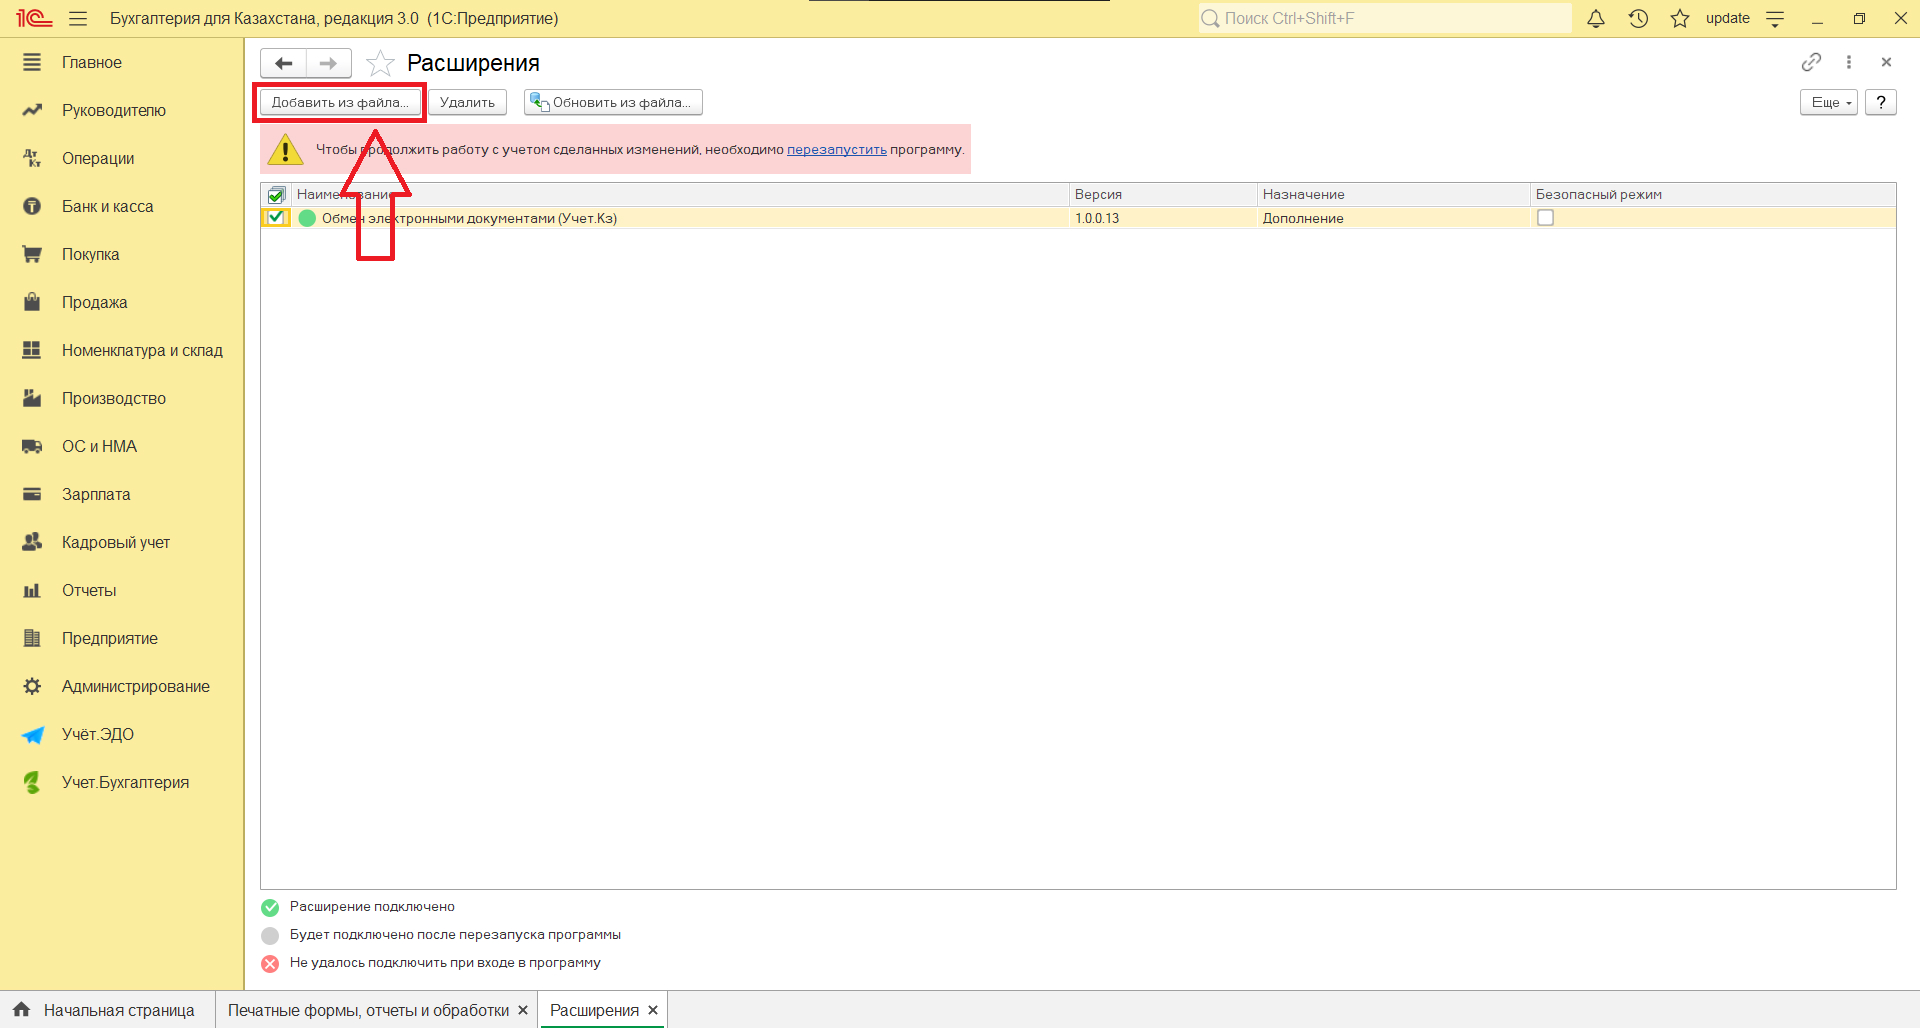 1С Бухгалтерия для Казахстана, редакция 3.0 (1С:Предприятие) Поиск Ctrl+Shift+F update
Главное
Руководителю
Дт Кт Операции
Банк и касса
Покупка
Продажа
Номенклатура и склад
Производство
ОС и НМА
Зарплата
Кадровый учет
Отчеты
Предприятие
Администрирование
Учёт.ЭДО
Учет.Бухгалтерия
Расширения
Добавить из файла... Удалить Обновить из файла... Еще ?
Чтобы продолжить работу с учетом сделанных изменений, необходимо перезапустить программу.
Наименование Версия Назначение Безопасный режим
Обмен электронными документами (Учет.Кз) 1.0.0.13 Дополнение
Расширение подключено
Будет подключено после перезапуска программы
Не удалось подключить при входе в программу
Начальная страница Печатные формы, отчеты и обработки Расширения